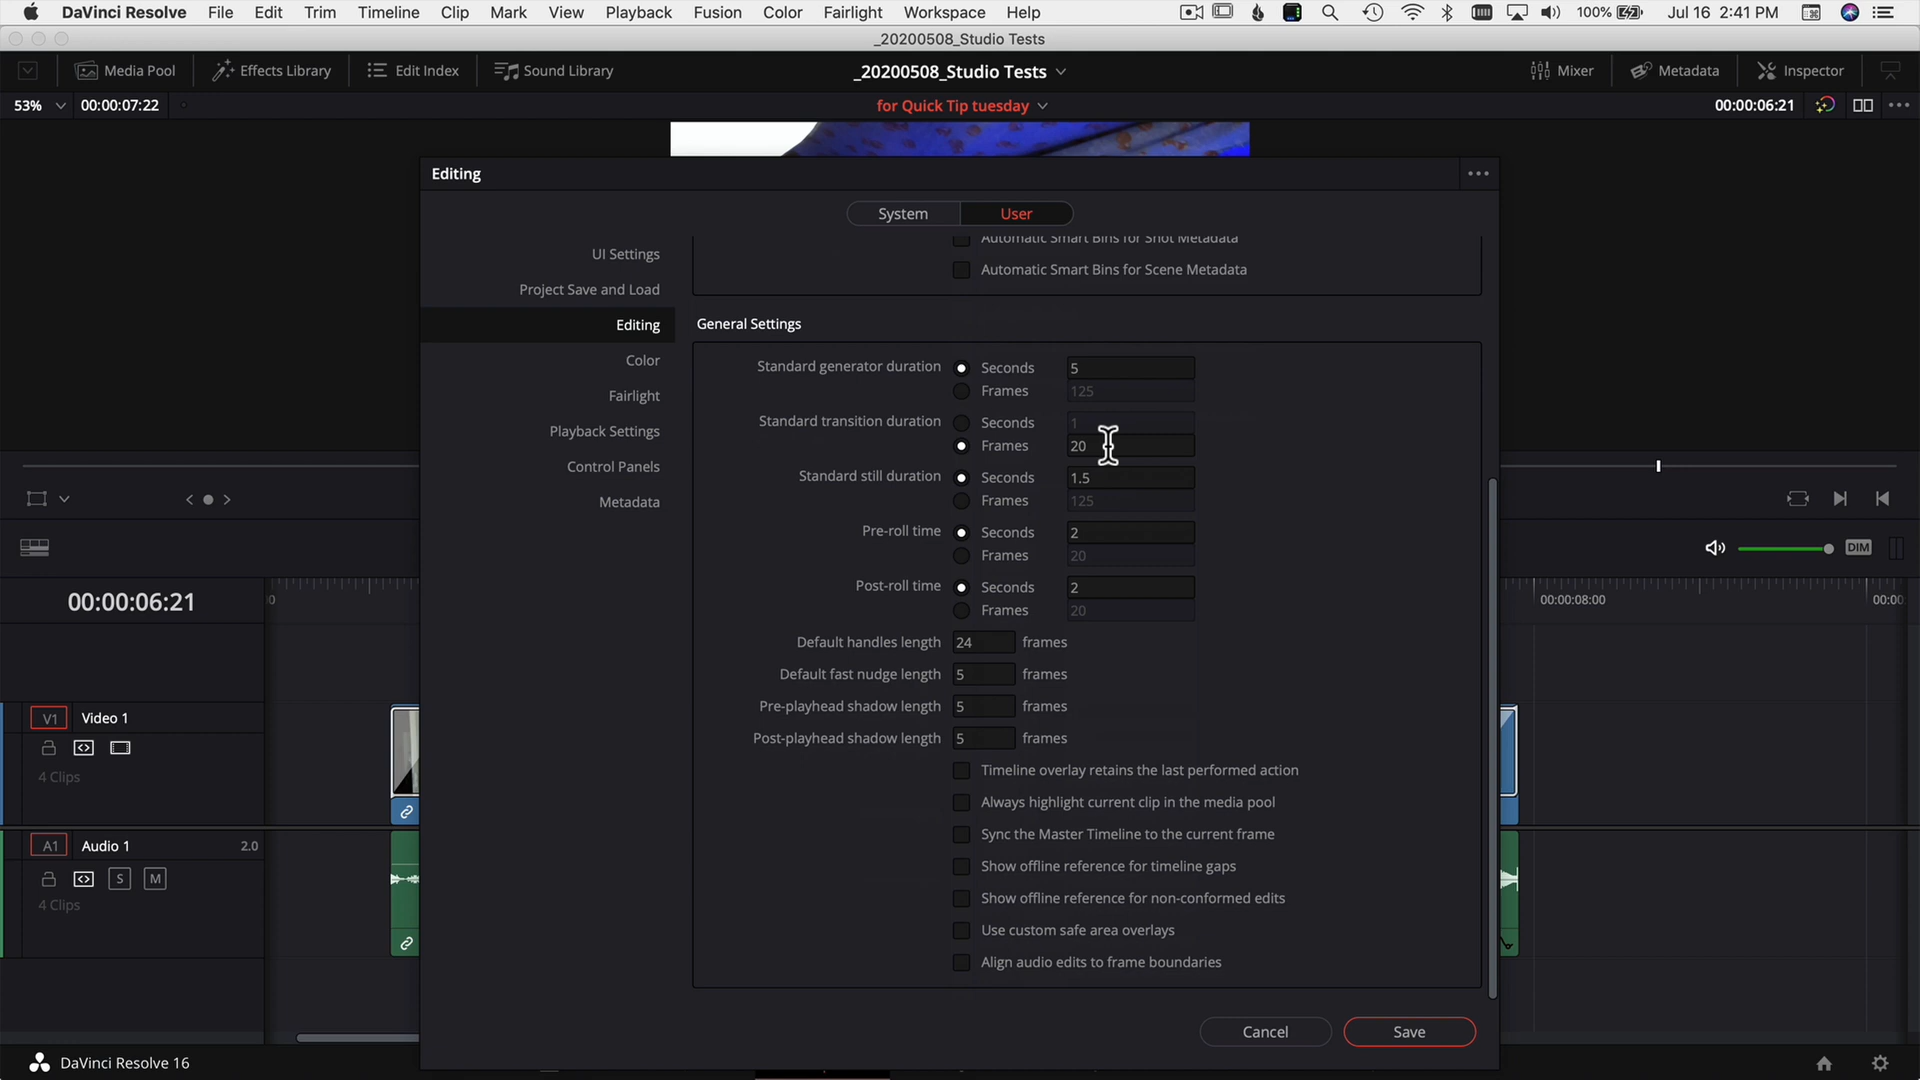 DaVinci Resolve File Edit Trim Timeline Clip Mark View Playback Fusion Color Fairlight Workspace Help 100% Jul 16 2:41 PM
_20200508_Studio Tests
Media Pool Effects Library Edit Index Sound Library _20200508_Studio Tests Mixer Metadata Inspector
53% 00:00:07:22 for Quick Tip tuesday 00:00:06:21
Editing
System User
UI Settings
Project Save and Load
Editing
Color
Fairlight
Playback Settings
Control Panels
Metadata
Automatic Smart Bins for Shot Metadata
Automatic Smart Bins for Scene Metadata
General Settings
Standard generator duration Seconds 5
Frames 125
Standard transition duration Seconds 1
Frames 20
Standard still duration Seconds 1.5
Frames 125
Pre-roll time Seconds 2
Frames 20
Post-roll time Seconds 2
Frames 20
Default handles length 24 frames
Default fast nudge length 5 frames
Pre-playhead shadow length 5 frames
Post-playhead shadow length 5 frames
Timeline overlay retains the last performed action
Always highlight current clip in the media pool
Sync the Master Timeline to the current frame
Show offline reference for timeline gaps
Show offline reference for non-conformed edits
Use custom safe area overlays
Align audio edits to frame boundaries
Cancel Save
DIM
00:00:06:21
00:00:08:00
V1 Video 1
4 Clips
A1 Audio 1 2.0
S M
4 Clips
DaVinci Resolve 16